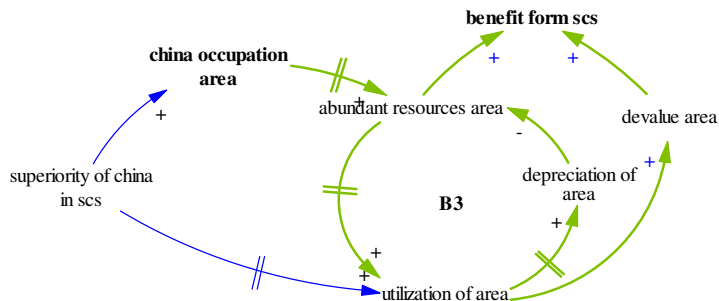 benefit form scs
china occupation
area
+
+
+
+
abundant resources area
devalue area
-
superiority of china
in scs
+
depreciation of
area
B3
+
+
+
utilization of area